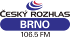 ČESKÝ ROZHLAS
BRNO
106.5 FM